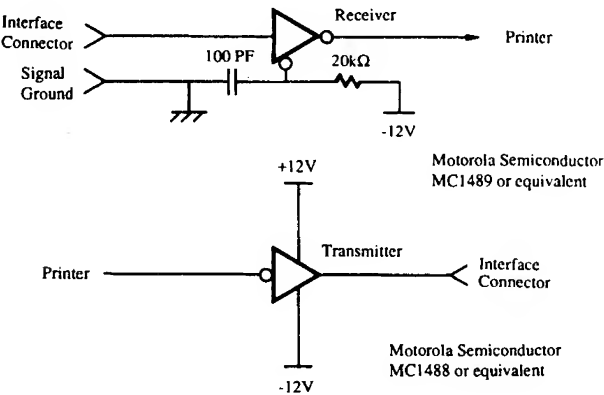 Interface
Connector
Receiver
Printer
Signal
Ground
100 PF
20kΩ
-12V
Motorola Semiconductor
MC1489 or equivalent
+12V
Transmitter
Printer
Interface
Connector
-12V
Motorola Semiconductor
MC1488 or equivalent